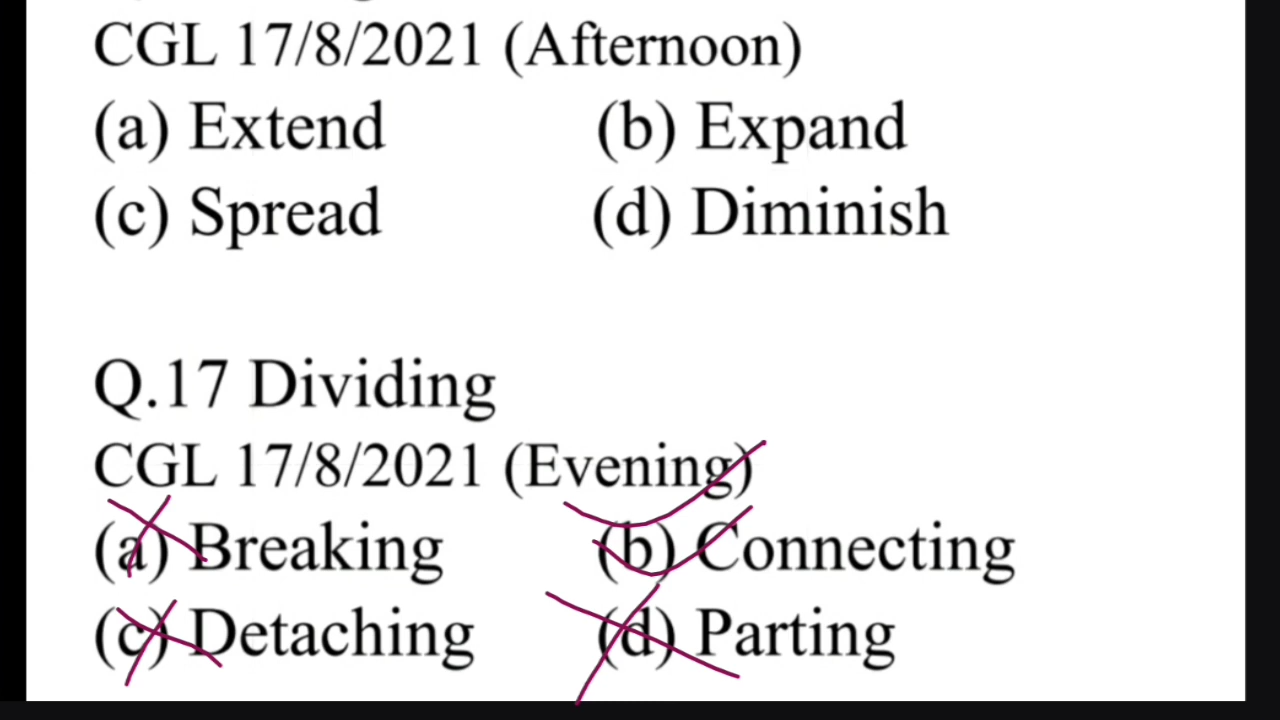 CGL 17/8/2021 (Afternoon)
(a) Extend (b) Expand
(c) Spread (d) Diminish
Q.17 Dividing
CGL 17/8/2021 (Evening)
(a) Breaking (b) Connecting
(c) Detaching (d) Parting